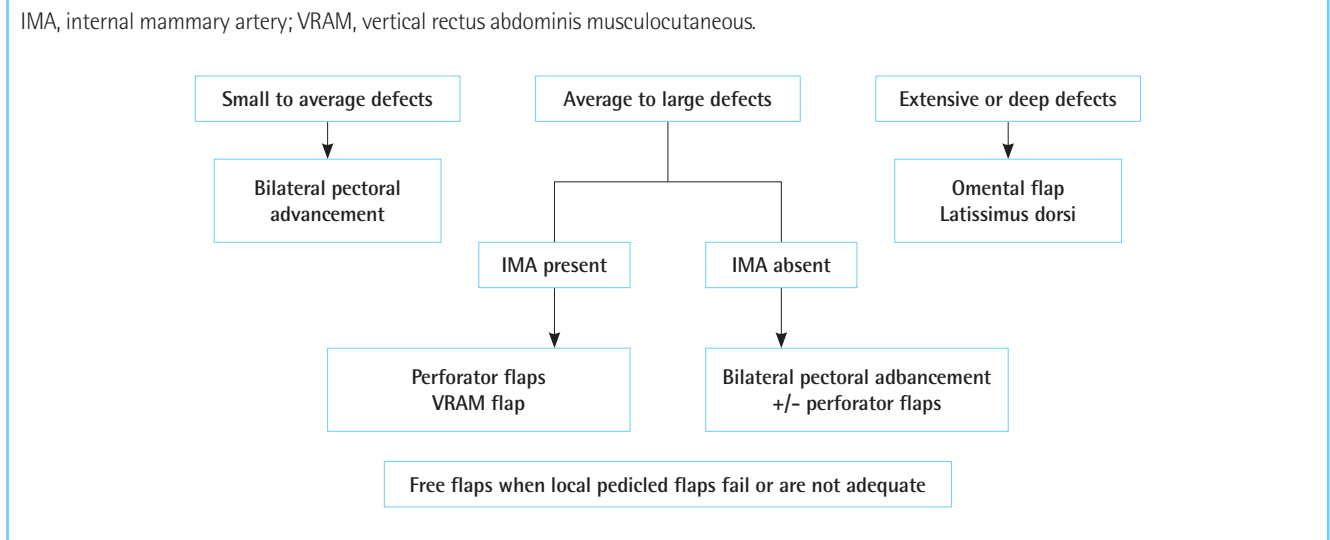 IMA, internal mammary artery; VRAM, vertical rectus abdominis musculocutaneous.
Small to average defects
Average to large defects
Extensive or deep defects
Bilateral pectoral
advancement
Omental flap
Latissimus dorsi
IMA present
IMA absent
Perforator flaps
VRAM flap
Bilateral pectoral adbancement
+/- perforator flaps
Free flaps when local pedicled flaps fail or are not adequate